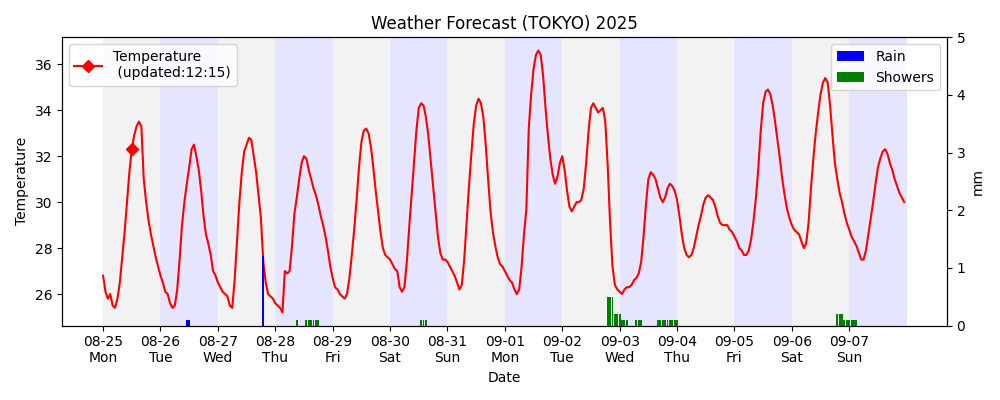 Weather Forecast (TOKYO) 2025
Temperature
(updated:12:15)
Rain
Showers
Temperature
36
34
32
30
28
26
5
4
3
2
1
0
mm
08-25 08-26 08-27 08-28 08-29 08-30 08-31 09-01 09-02 09-03 09-04 09-05 09-06 09-07
Mon Tue Wed Thu Fri Sat Sun Mon Tue Wed Thu Fri Sat Sun
Date